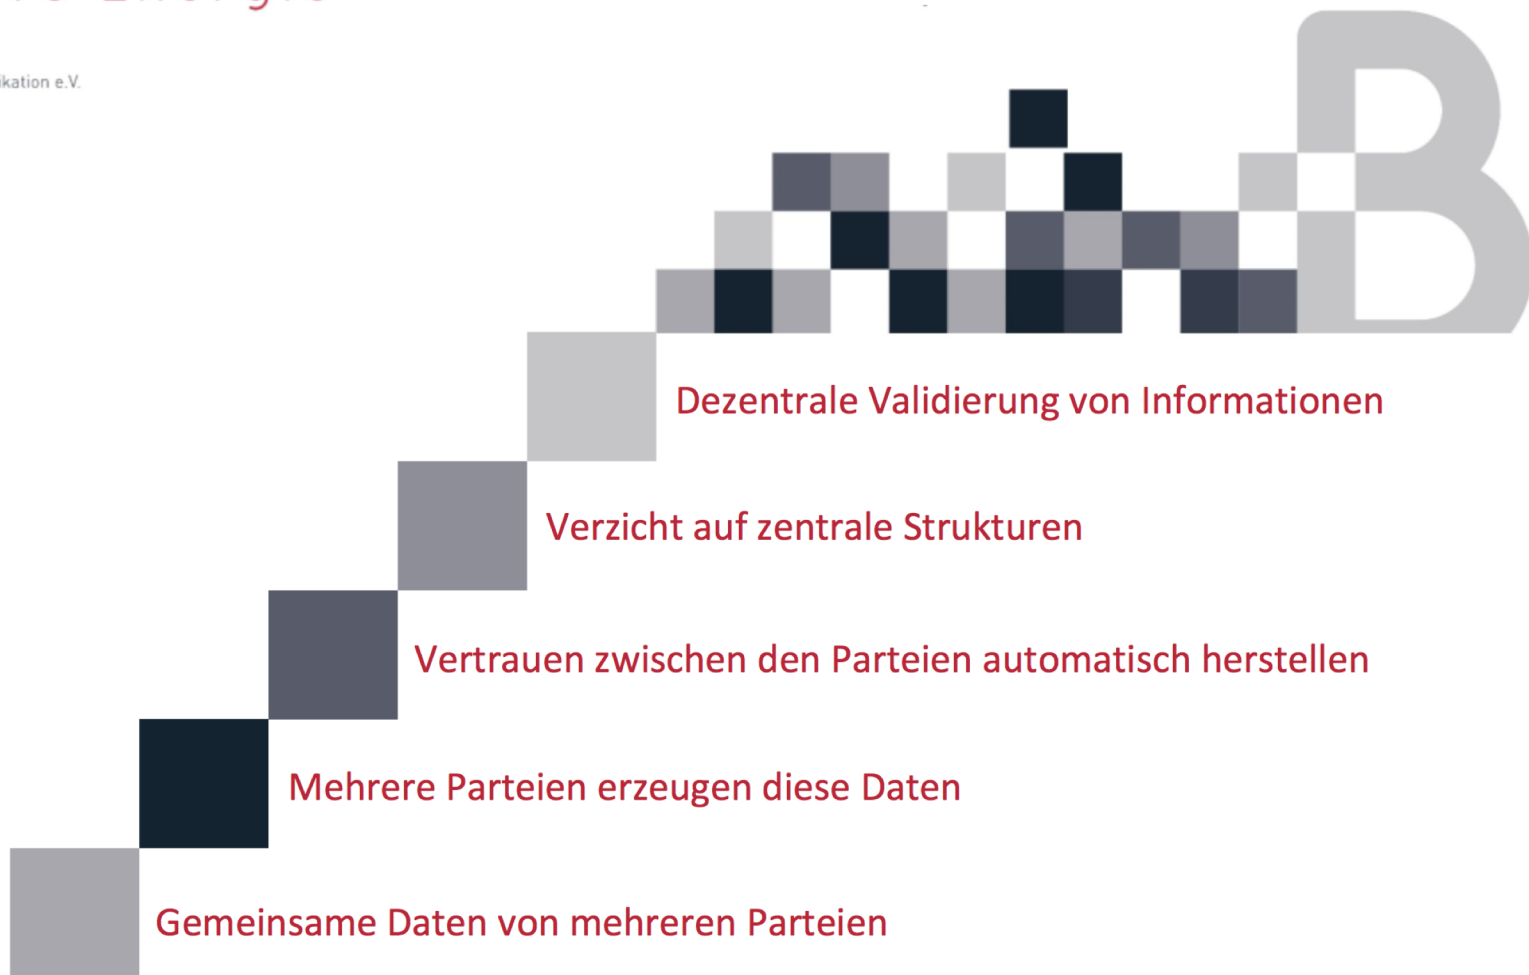 e.V.
B
Dezentrale Validierung von Informationen
Verzicht auf zentrale Strukturen
Vertrauen zwischen den Parteien automatisch herstellen
Mehrere Parteien erzeugen diese Daten
Gemeinsame Daten von mehreren Parteien